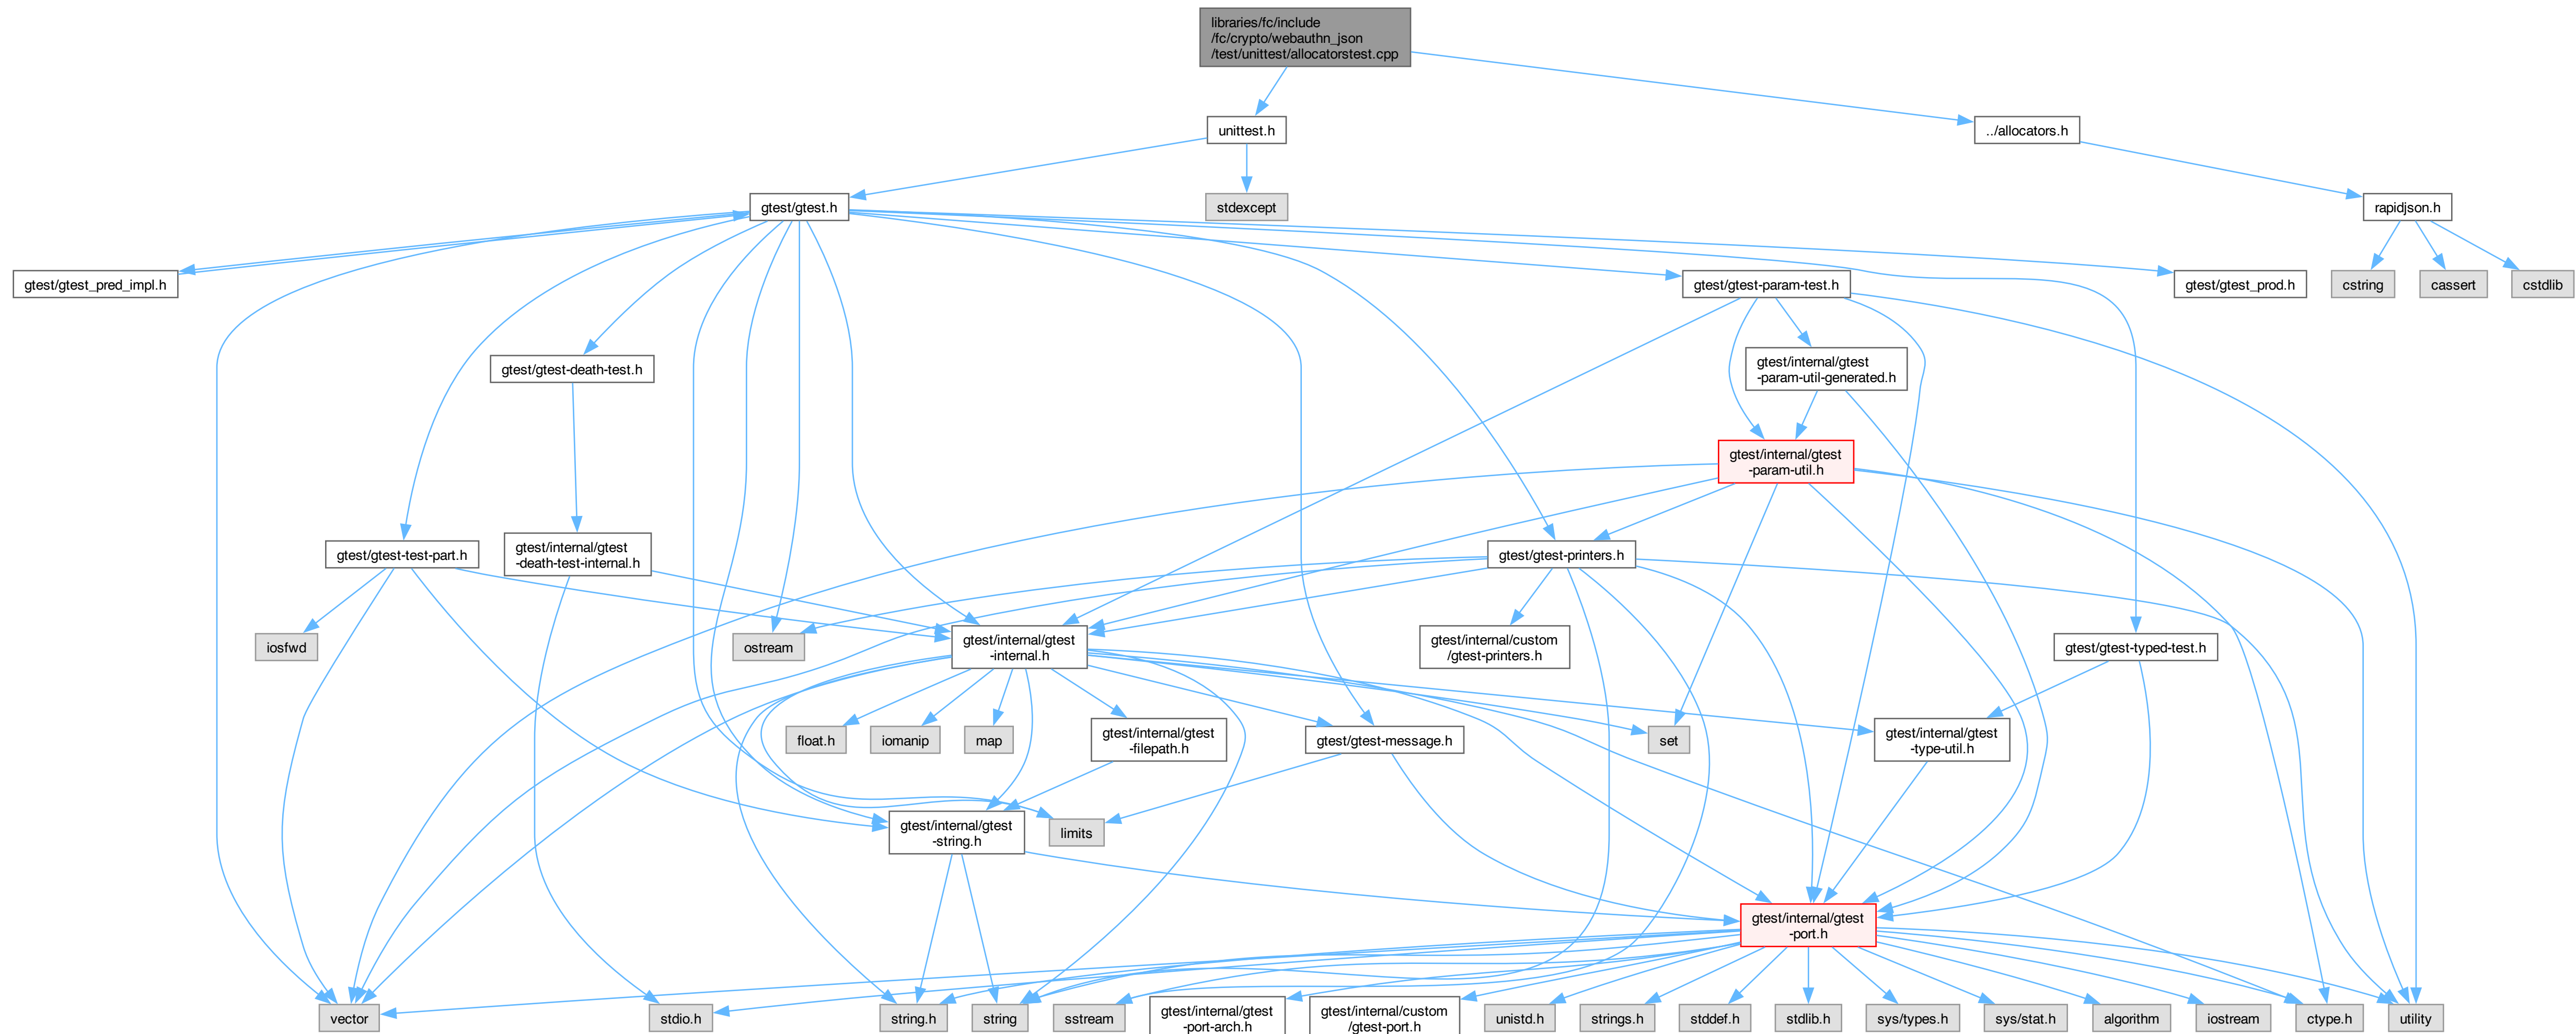 libraries/fc/include
/fc/crypto/webauthn_json
/test/unittest/allocatorstest.cpp
unittest.h
../allocators.h
gtest/gtest.h
stdexcept
rapidjson.h
gtest/gtest_pred_impl.h
gtest/gtest-param-test.h
gtest/gtest_prod.h
cstring
cassert
cstdlib
gtest/gtest-death-test.h
gtest/internal/gtest
-param-util-generated.h
gtest/internal/gtest
-param-util.h
gtest/gtest-test-part.h
gtest/internal/gtest
-death-test-internal.h
gtest/gtest-printers.h
iosfwd
ostream
gtest/internal/gtest
-internal.h
gtest/internal/custom
/gtest-printers.h
gtest/gtest-typed-test.h
float.h
iomanip
map
gtest/internal/gtest
-filepath.h
gtest/gtest-message.h
set
gtest/internal/gtest
-type-util.h
gtest/internal/gtest
-string.h
limits
gtest/internal/gtest
-port.h
vector
stdio.h
string.h
string
sstream
gtest/internal/gtest
-port-arch.h
gtest/internal/custom
/gtest-port.h
unistd.h
strings.h
stddef.h
stdlib.h
sys/types.h
sys/stat.h
algorithm
iostream
ctype.h
utility